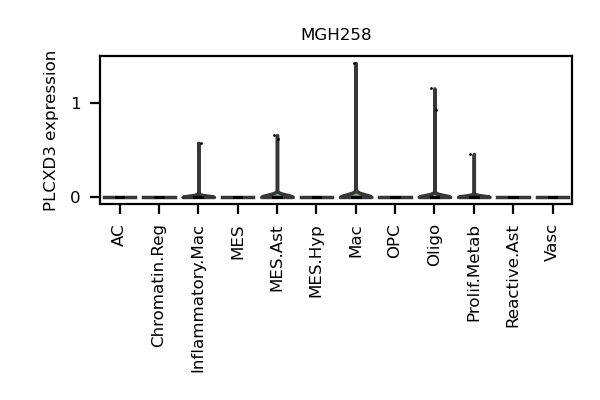 MGH258
PLCXD3 expression
1
0
AC
Chromatin.Reg
Inflammatory.Mac
MES
MES.Ast
MES.Hyp
Mac
OPC
Oligo
Prolif.Metab
Reactive.Ast
Vasc